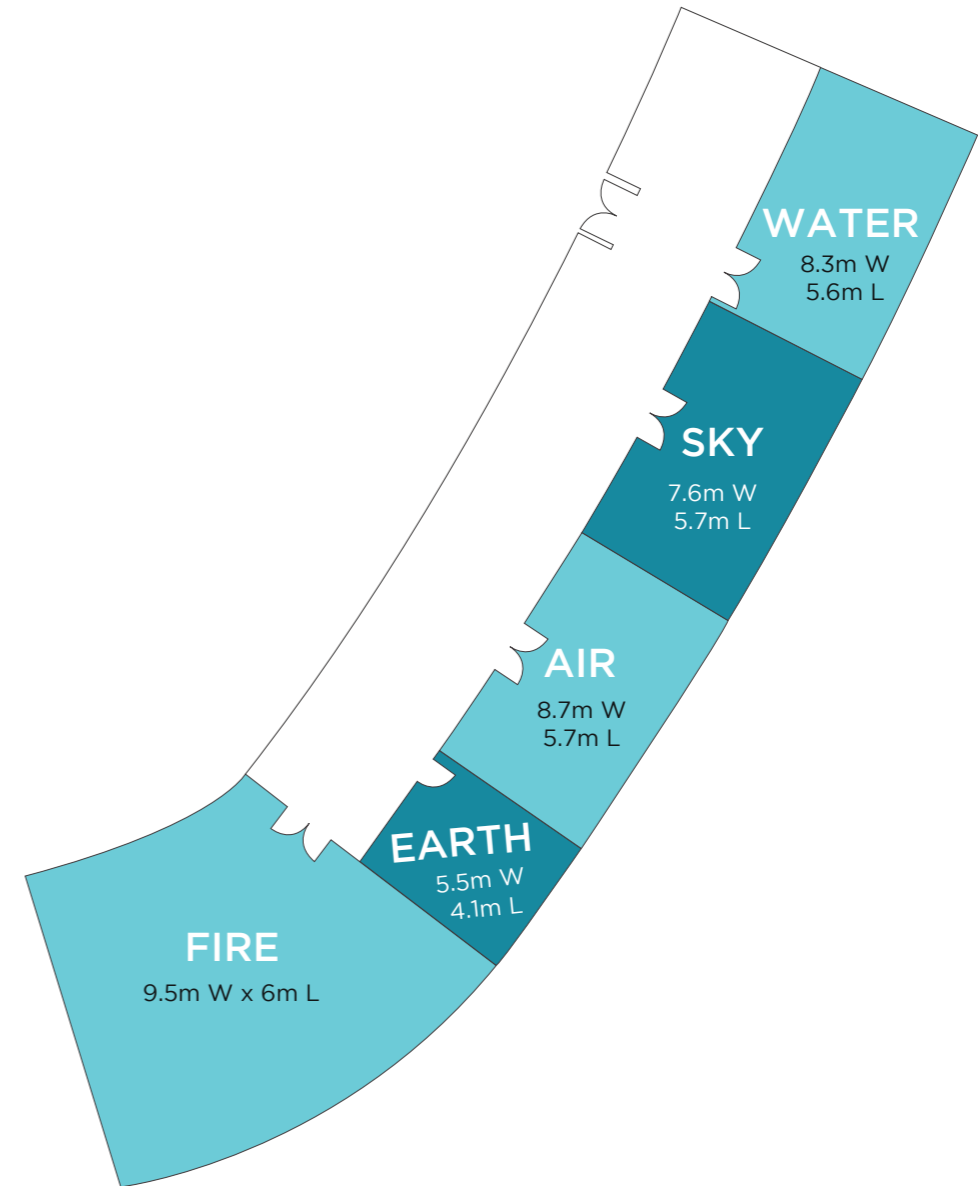 WATER
8.3m W
5.6m L
SKY
7.6m W
5.7m L
AIR
8.7m W
5.7m L
EARTH
5.5m W
4.1m L
FIRE
9.5m W x 6m L